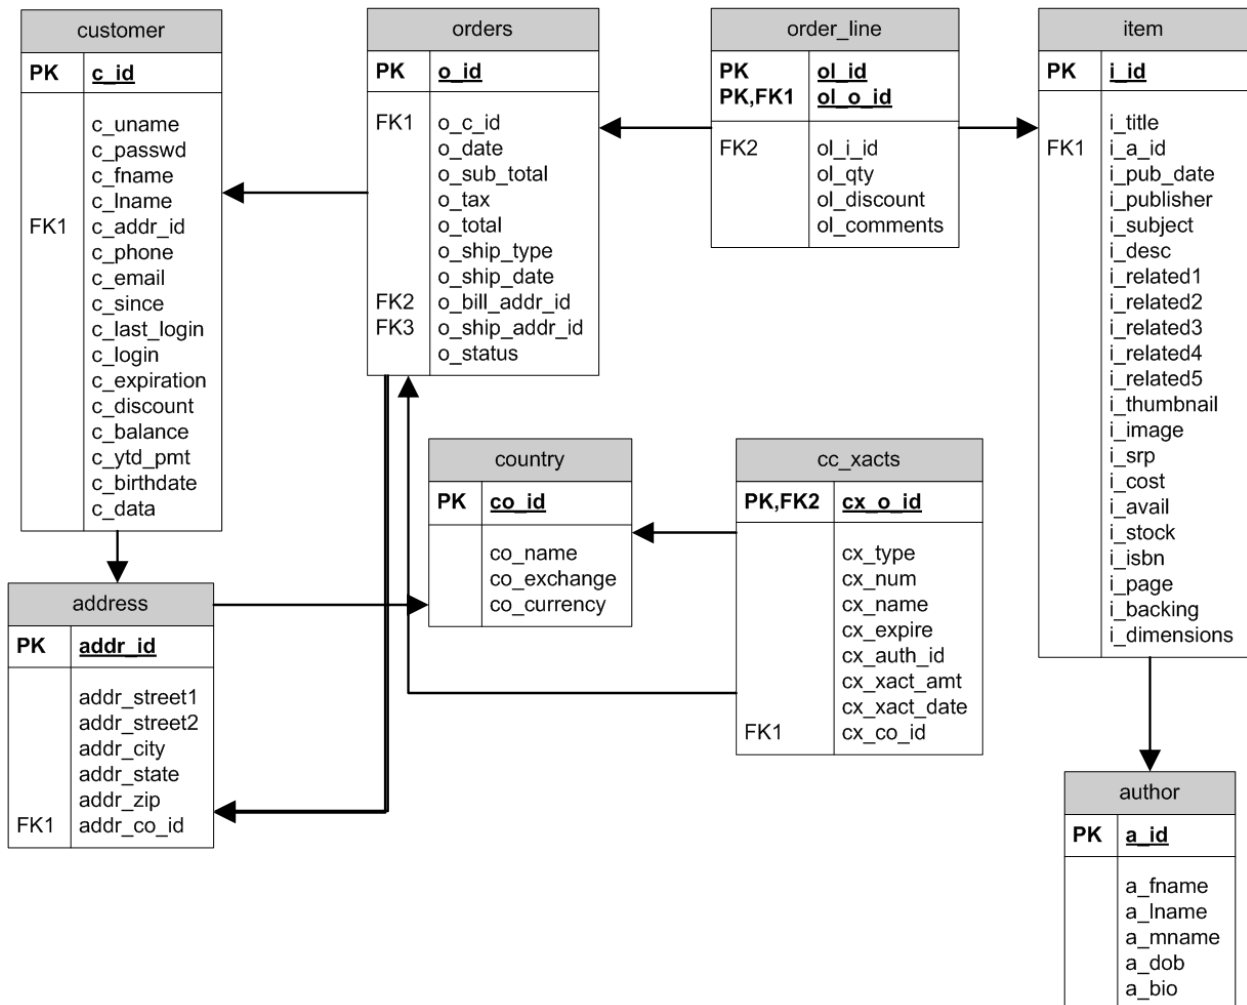 customer
PK c_id
c_uname
c_passwd
c_fname
c_lname
FK1 c_addr_id
c_phone
c_email
c_since
c_last_login
c_login
c_expiration
c_discount
c_balance
c_ytd_pmt
c_birthdate
c_data
orders
PK o_id
FK1 o_c_id
o_date
o_sub_total
o_tax
o_total
o_ship_type
o_ship_date
FK2 o_bill_addr_id
FK3 o_ship_addr_id
o_status
order_line
PK ol_id
PK,FK1 ol_o_id
FK2 ol_i_id
ol_qty
ol_discount
ol_comments
item
PK i_id
i_title
FK1 i_a_id
i_pub_date
i_publisher
i_subject
i_desc
i_related1
i_related2
i_related3
i_related4
i_related5
i_thumbnail
i_image
i_srp
i_cost
i_avail
i_stock
i_isbn
i_page
i_backing
i_dimensions
country
PK co_id
co_name
co_exchange
co_currency
cc_xacts
PK,FK2 cx_o_id
cx_type
cx_num
cx_name
cx_expire
cx_auth_id
cx_xact_amt
cx_xact_date
FK1 cx_co_id
address
PK addr_id
addr_street1
addr_street2
addr_city
addr_state
addr_zip
FK1 addr_co_id
author
PK a_id
a_fname
a_lname
a_mname
a_dob
a_bio